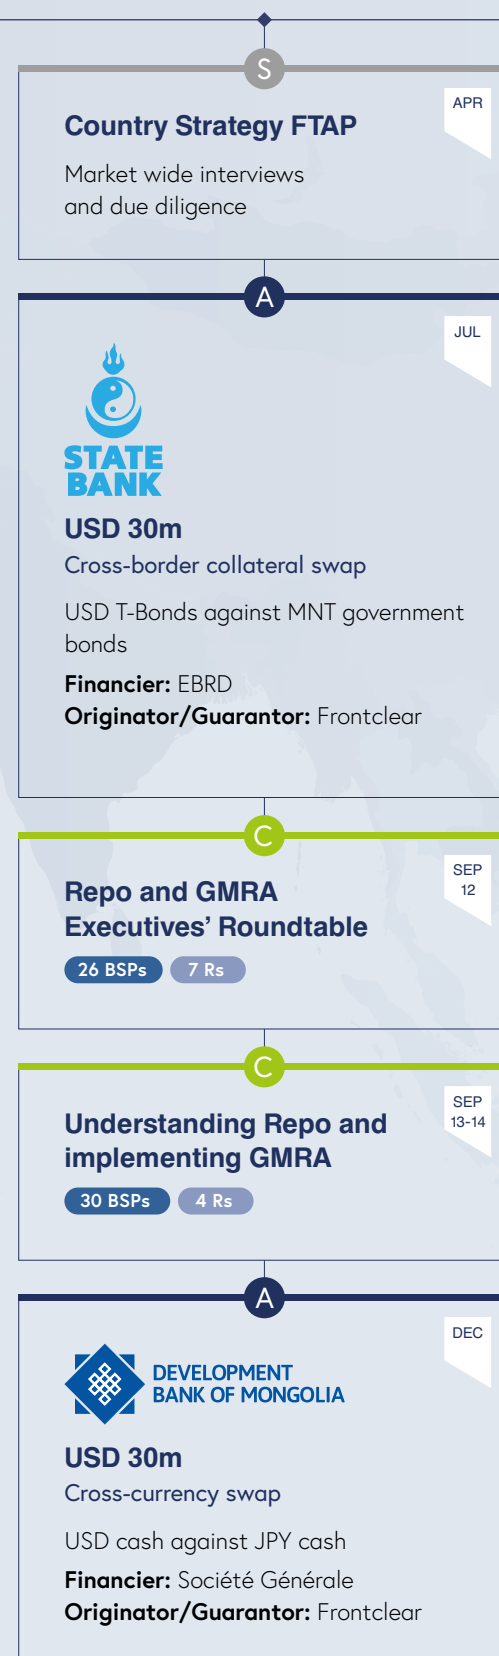 S
APR
Country Strategy FTAP
Market wide interviews
and due diligence
A
JUL
STATE
BANK
USD 30m
Cross-border collateral swap
USD T-Bonds against MNT government
bonds
Financier: EBRD
Originator/Guarantor: Frontclear
C
SEP
12
Repo and GMRA
Executives’ Roundtable
26 BSPs 7 Rs
C
SEP
13-14
Understanding Repo and
implementing GMRA
30 BSPs 4 Rs
A
DEC
DEVELOPMENT
BANK OF MONGOLIA
USD 30m
Cross-currency swap
USD cash against JPY cash
Financier: Société Générale
Originator/Guarantor: Frontclear